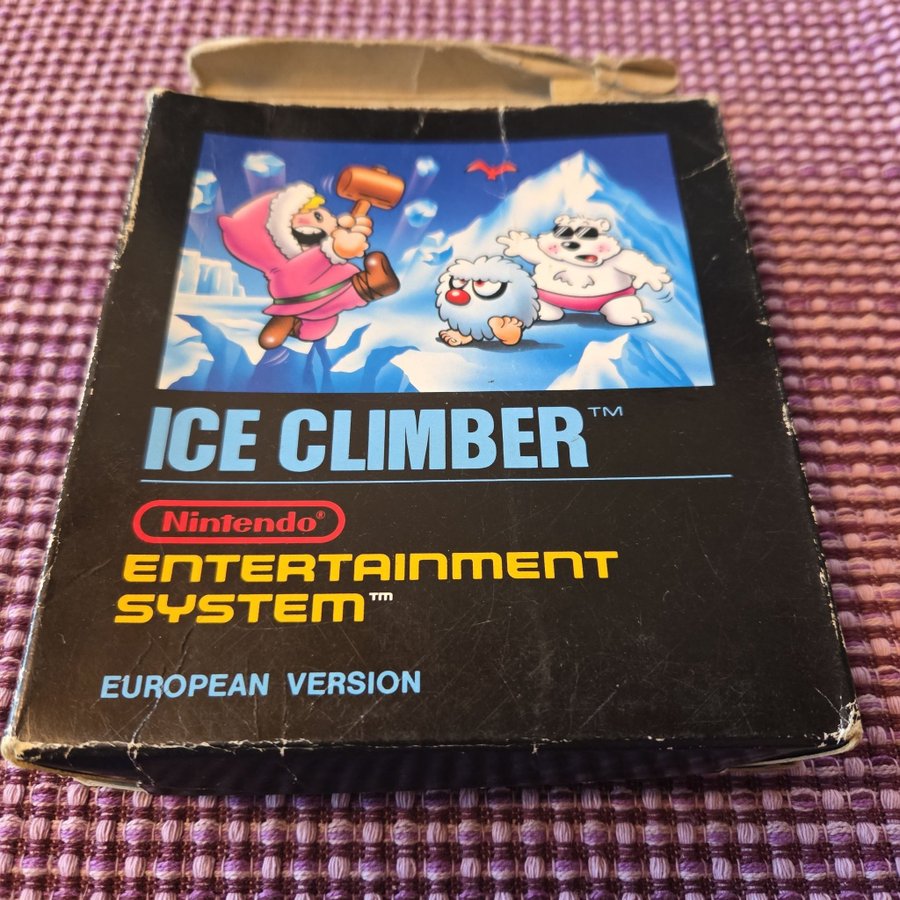 ICE CLIMBER™
Nintendo®
ENTERTAINMENT
SYSTEM™
EUROPEAN VERSION